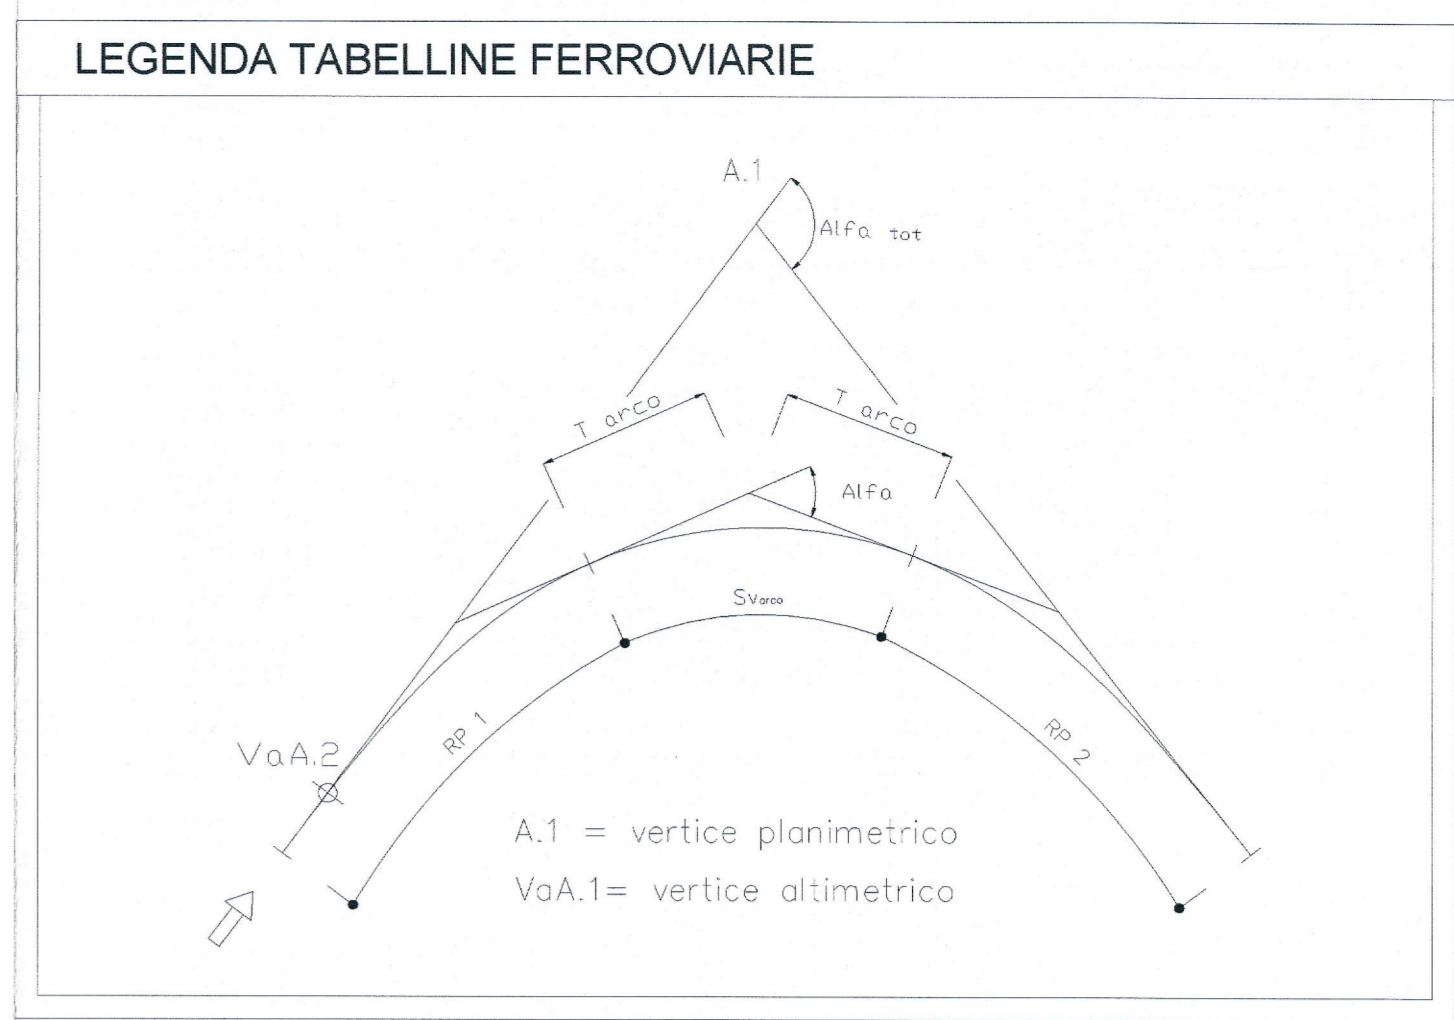 LEGENDA TABELLINE FERROVIARIE
A.1
Alfa tot
T arco
T arco
Alfa
Svarco
RP 1
RP 2
VaA.2
A.1 = vertice planimetrico
VaA.1= vertice altimetrico